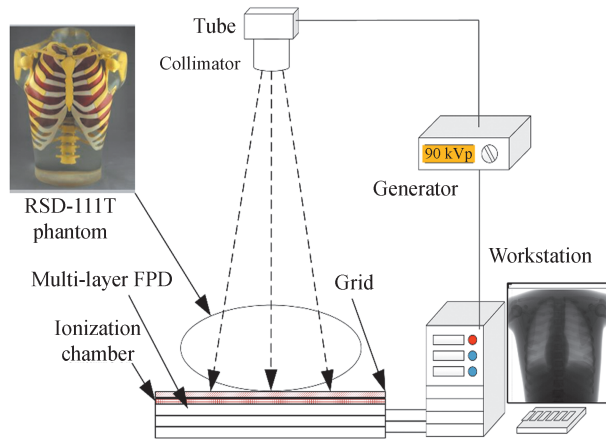 Tube
Collimator
90 kVp
Generator
RSD-111T
phantom
Workstation
Multi-layer FPD
Grid
Ionization
chamber